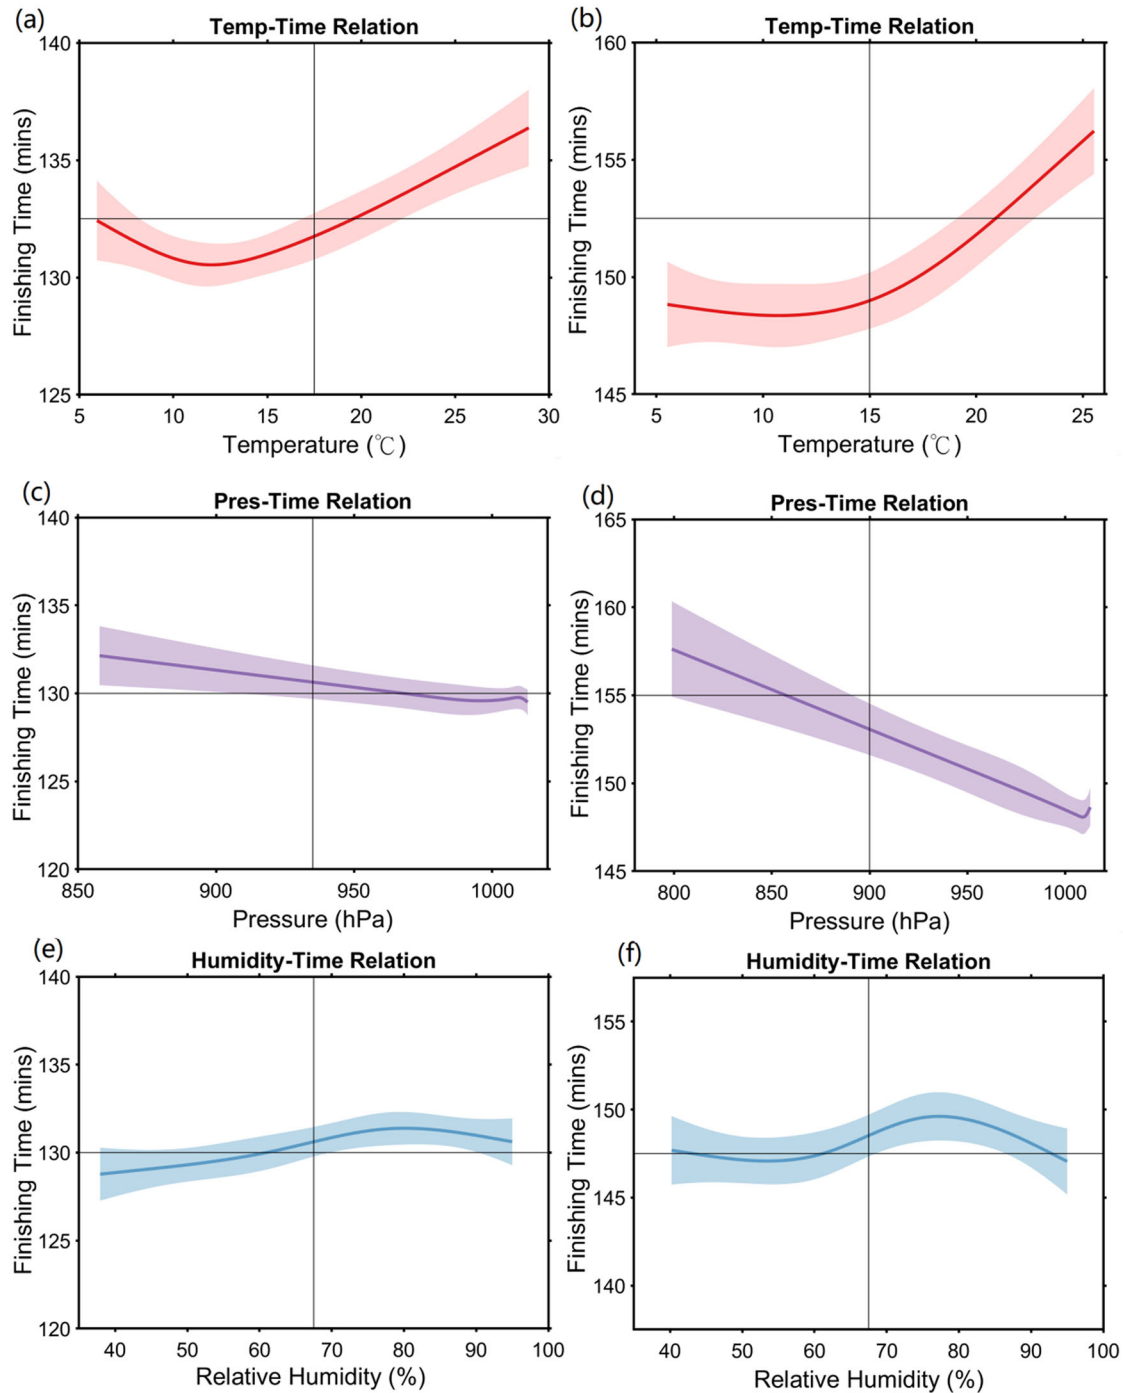 (a)
Temp-Time Relation
140
135
130
125
5 10 15 20 25 30
Finishing Time (mins)
Temperature (℃)
(b)
Temp-Time Relation
160
155
150
145
5 10 15 20 25
Finishing Time (mins)
Temperature (℃)
(c)
Pres-Time Relation
140
135
130
125
120
850 900 950 1000
Finishing Time (mins)
Pressure (hPa)
(d)
Pres-Time Relation
165
160
155
150
145
800 850 900 950 1000
Finishing Time (mins)
Pressure (hPa)
(e)
Humidity-Time Relation
140
135
130
125
120
40 50 60 70 80 90 100
Finishing Time (mins)
Relative Humidity (%)
(f)
Humidity-Time Relation
155
150
145
140
40 50 60 70 80 90 100
Finishing Time (mins)
Relative Humidity (%)